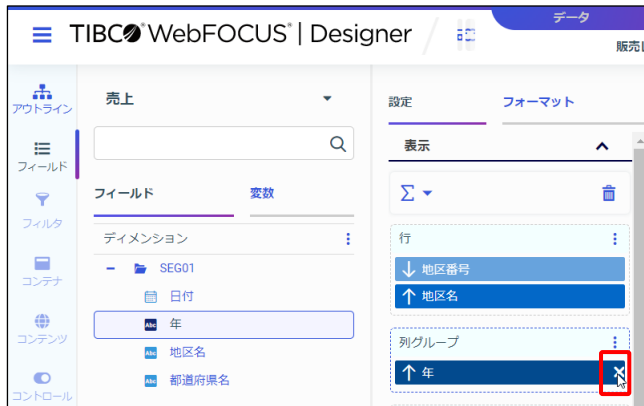 データ
TIBCO® WebFOCUS® | Designer
販売
アウトライン
フィールド
フィルタ
コンテナ
コンテンツ
コントロール
売上
フィールド
変数
ディメンション
SEG01
日付
Abc 年
Abc 地区名
Abc 都道府県名
設定
フォーマット
表示
Σ
行
↓ 地区番号
↑ 地区名
列グループ
↑ 年